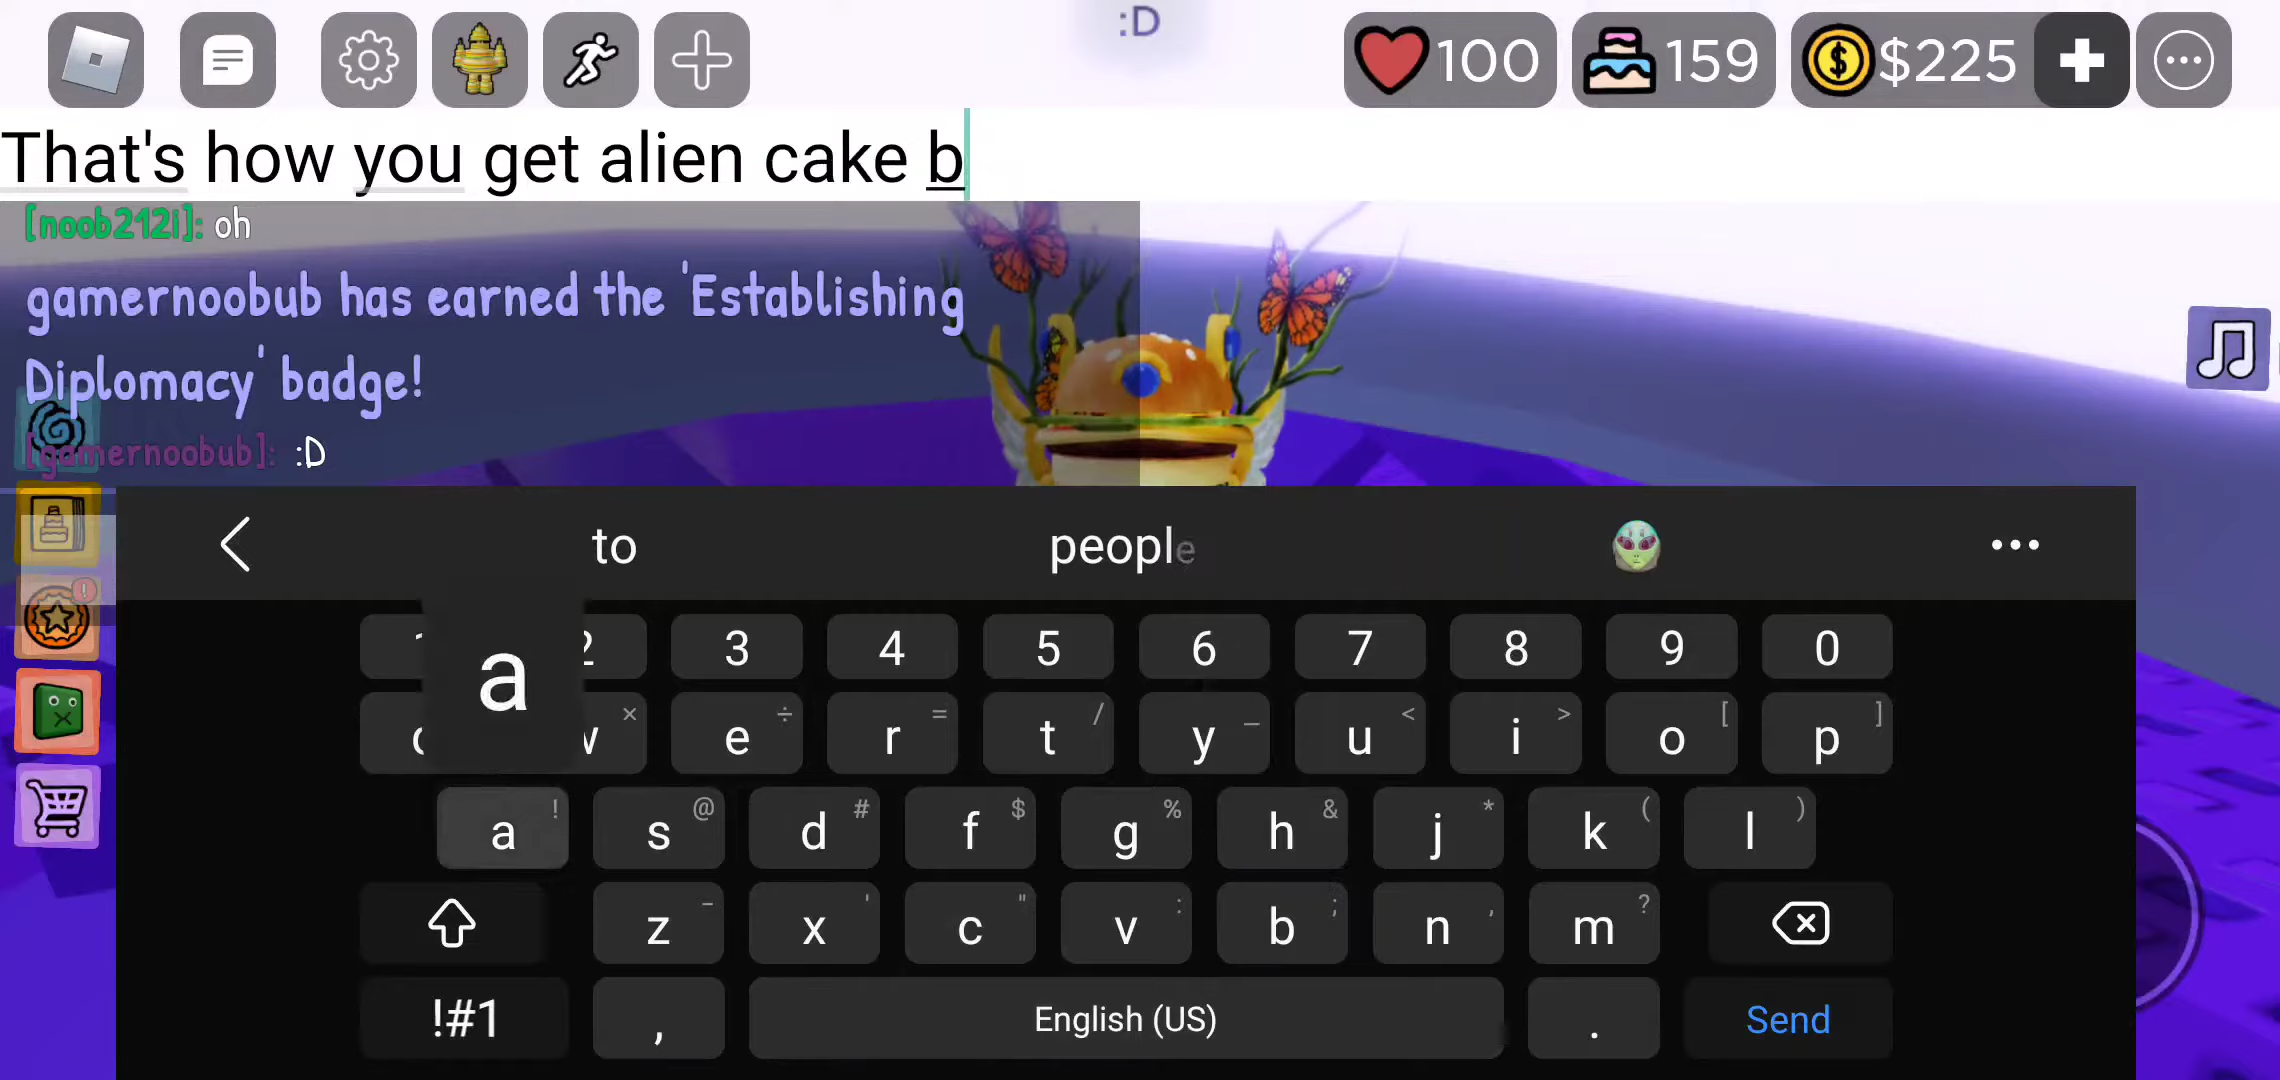 :D
100
159
$225
That's how you get alien cake b
[noob212i]: oh
gamernoobub has earned the 'Establishing
Diplomacy' badge!
[gamernoobub]: :D
to
people
a
3 4 5 6 7 8 9 0
× ÷ = / _ < > [ ]
e r t y u i o p
! @ # $ % & * ( )
a s d f g h j k l
- ' " : ; , ?
z x c v b n m
!#1 , English (US) . Send